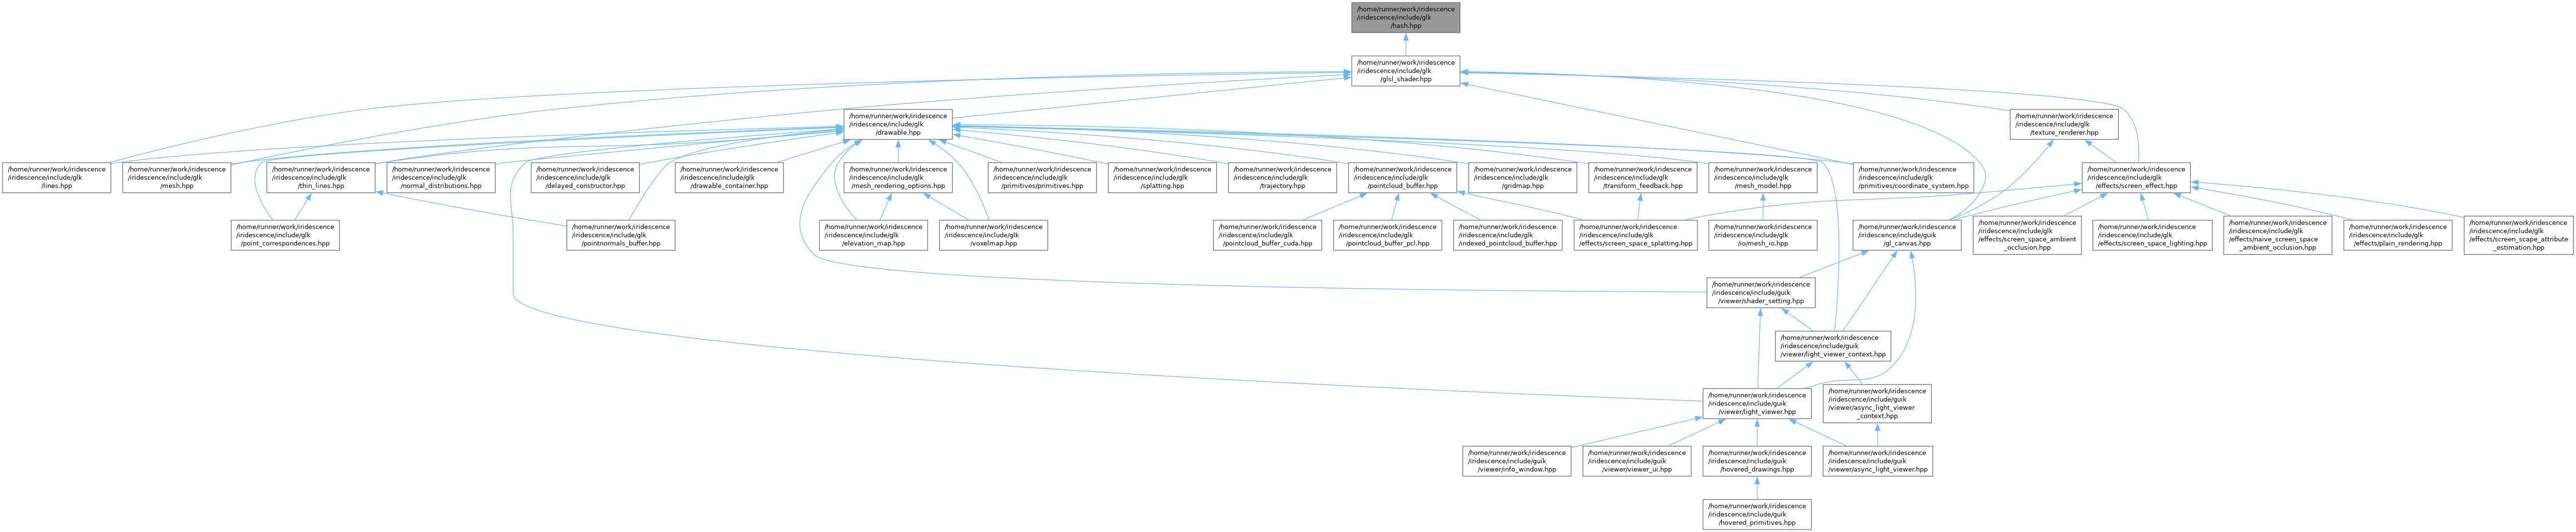 /home/runner/work/iridescence
/iridescence/include/glk
/hash.hpp
/home/runner/work/iridescence
/iridescence/include/glk
/glsl_shader.hpp
/home/runner/work/iridescence
/iridescence/include/glk
/drawable.hpp
/home/runner/work/iridescence
/iridescence/include/glk
/texture_renderer.hpp
/home/runner/work/iridescence
/iridescence/include/glk
/lines.hpp
/home/runner/work/iridescence
/iridescence/include/glk
/mesh.hpp
/home/runner/work/iridescence
/iridescence/include/glk
/thin_lines.hpp
/home/runner/work/iridescence
/iridescence/include/glk
/normal_distributions.hpp
/home/runner/work/iridescence
/iridescence/include/glk
/delayed_constructor.hpp
/home/runner/work/iridescence
/iridescence/include/glk
/drawable_container.hpp
/home/runner/work/iridescence
/iridescence/include/glk
/mesh_rendering_options.hpp
/home/runner/work/iridescence
/iridescence/include/glk
/primitives/primitives.hpp
/home/runner/work/iridescence
/iridescence/include/glk
/splatting.hpp
/home/runner/work/iridescence
/iridescence/include/glk
/trajectory.hpp
/home/runner/work/iridescence
/iridescence/include/glk
/pointcloud_buffer.hpp
/home/runner/work/iridescence
/iridescence/include/glk
/gridmap.hpp
/home/runner/work/iridescence
/iridescence/include/glk
/transform_feedback.hpp
/home/runner/work/iridescence
/iridescence/include/glk
/mesh_model.hpp
/home/runner/work/iridescence
/iridescence/include/glk
/primitives/coordinate_system.hpp
/home/runner/work/iridescence
/iridescence/include/glk
/effects/screen_effect.hpp
/home/runner/work/iridescence
/iridescence/include/glk
/point_correspondences.hpp
/home/runner/work/iridescence
/iridescence/include/glk
/pointnormals_buffer.hpp
/home/runner/work/iridescence
/iridescence/include/glk
/elevation_map.hpp
/home/runner/work/iridescence
/iridescence/include/glk
/voxelmap.hpp
/home/runner/work/iridescence
/iridescence/include/glk
/pointcloud_buffer_cuda.hpp
/home/runner/work/iridescence
/iridescence/include/glk
/pointcloud_buffer_pcl.hpp
/home/runner/work/iridescence
/iridescence/include/glk
/indexed_pointcloud_buffer.hpp
/home/runner/work/iridescence
/iridescence/include/glk
/effects/screen_space_splatting.hpp
/home/runner/work/iridescence
/iridescence/include/glk
/io/mesh_io.hpp
/home/runner/work/iridescence
/iridescence/include/guik
/gl_canvas.hpp
/home/runner/work/iridescence
/iridescence/include/glk
/effects/screen_space_ambient
_occlusion.hpp
/home/runner/work/iridescence
/iridescence/include/glk
/effects/screen_space_lighting.hpp
/home/runner/work/iridescence
/iridescence/include/glk
/effects/naive_screen_space
_ambient_occlusion.hpp
/home/runner/work/iridescence
/iridescence/include/glk
/effects/plain_rendering.hpp
/home/runner/work/iridescence
/iridescence/include/glk
/effects/screen_scape_attribute
_estimation.hpp
/home/runner/work/iridescence
/iridescence/include/guik
/viewer/shader_setting.hpp
/home/runner/work/iridescence
/iridescence/include/guik
/viewer/light_viewer_context.hpp
/home/runner/work/iridescence
/iridescence/include/guik
/viewer/light_viewer.hpp
/home/runner/work/iridescence
/iridescence/include/guik
/viewer/async_light_viewer
_context.hpp
/home/runner/work/iridescence
/iridescence/include/guik
/viewer/info_window.hpp
/home/runner/work/iridescence
/iridescence/include/guik
/viewer/viewer_ui.hpp
/home/runner/work/iridescence
/iridescence/include/guik
/hovered_drawings.hpp
/home/runner/work/iridescence
/iridescence/include/guik
/viewer/async_light_viewer.hpp
/home/runner/work/iridescence
/iridescence/include/guik
/hovered_primitives.hpp